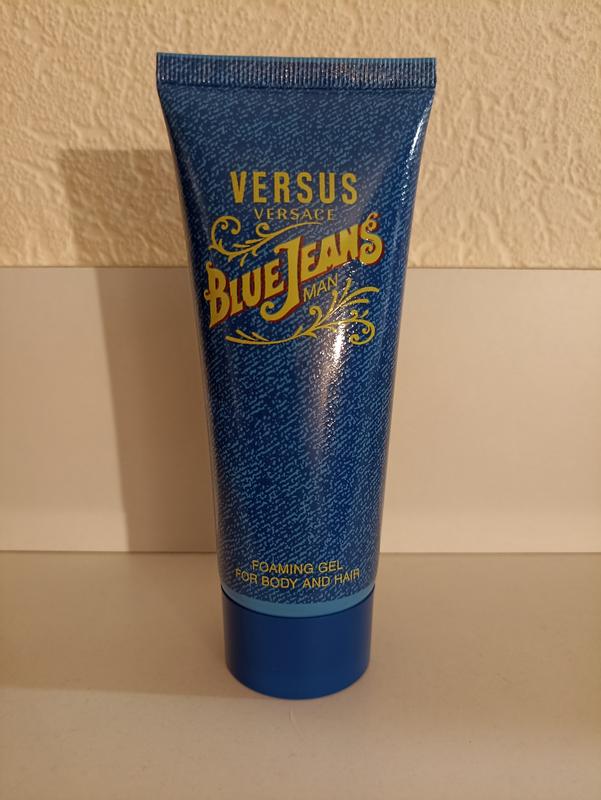 VERSUS
VERSACE
BLUE JEANS
MAN
FOAMING GEL
FOR BODY AND HAIR